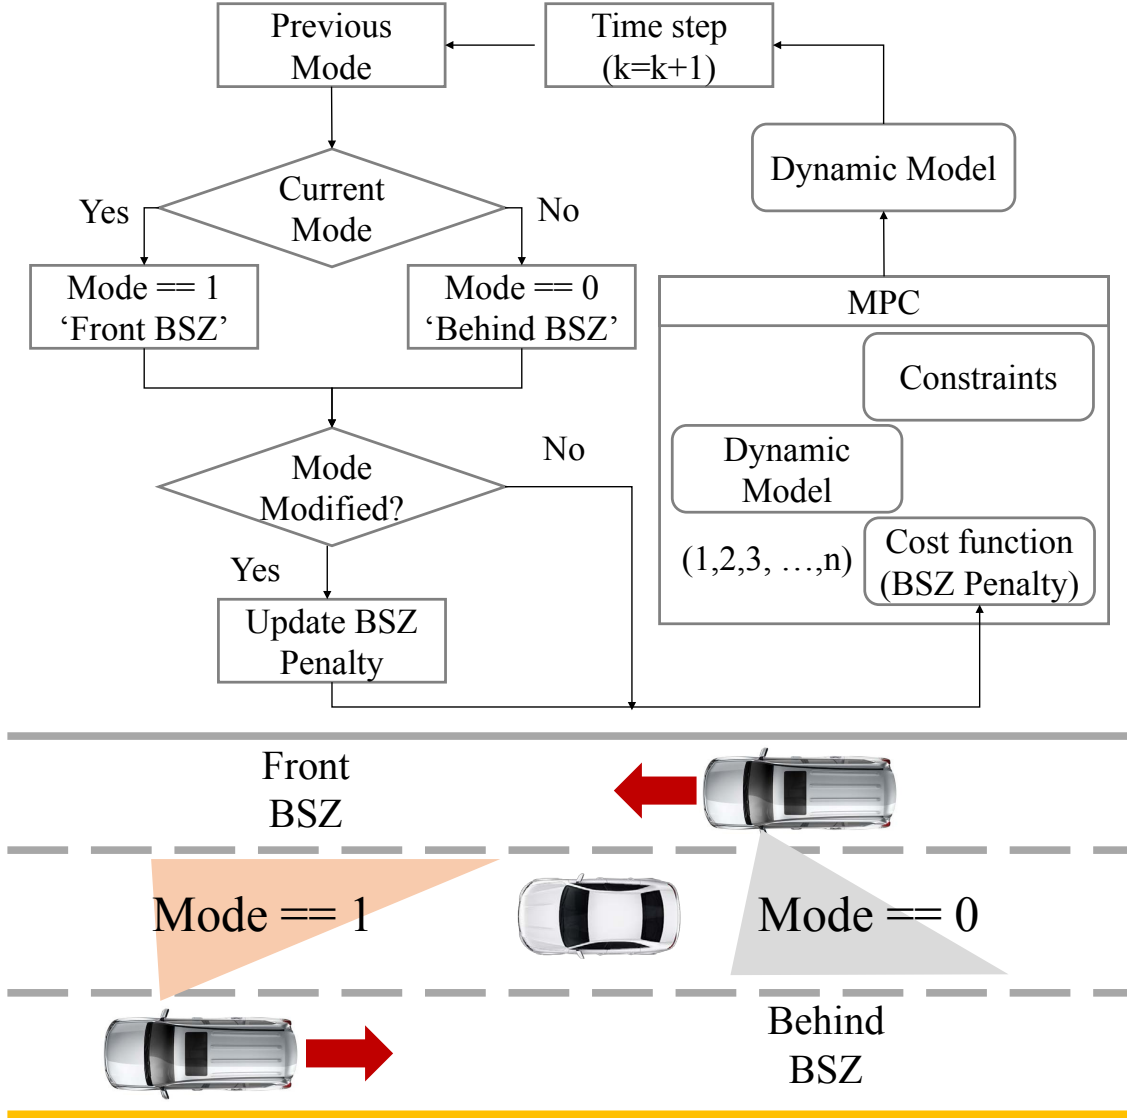 Previous
Mode
Time step
(k=k+1)
Dynamic Model
Current
Mode
Yes
No
Mode == 1
‘Front BSZ’
Mode == 0
‘Behind BSZ’
MPC
Constraints
Dynamic
Model
(1,2,3, …,n)
Cost function
(BSZ Penalty)
Mode
Modified?
No
Yes
Update BSZ
Penalty
Front
BSZ
Mode == 1
Mode == 0
Behind
BSZ